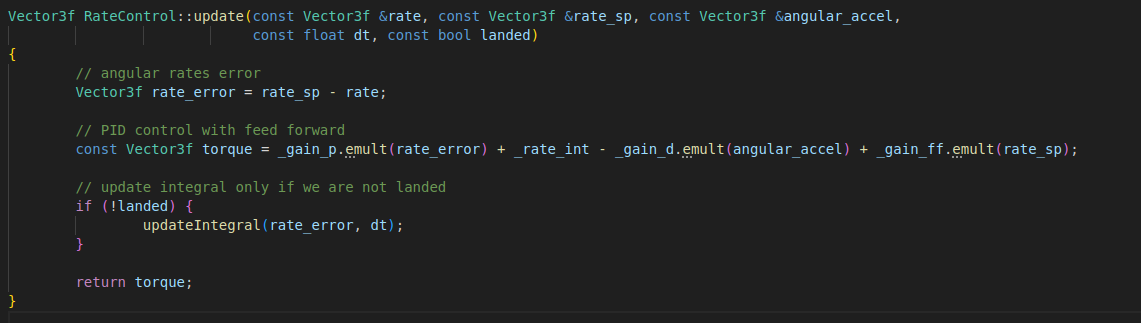 Vector3f RateControl::update(const Vector3f &rate, const Vector3f &rate_sp, const Vector3f &angular_accel,
const float dt, const bool landed)
{
// angular rates error
Vector3f rate_error = rate_sp - rate;
// PID control with feed forward
const Vector3f torque = _gain_p.emult(rate_error) + _rate_int - _gain_d.emult(angular_accel) + _gain_ff.emult(rate_sp);
// update integral only if we are not landed
if (!landed) {
updateIntegral(rate_error, dt);
}
return torque;
}